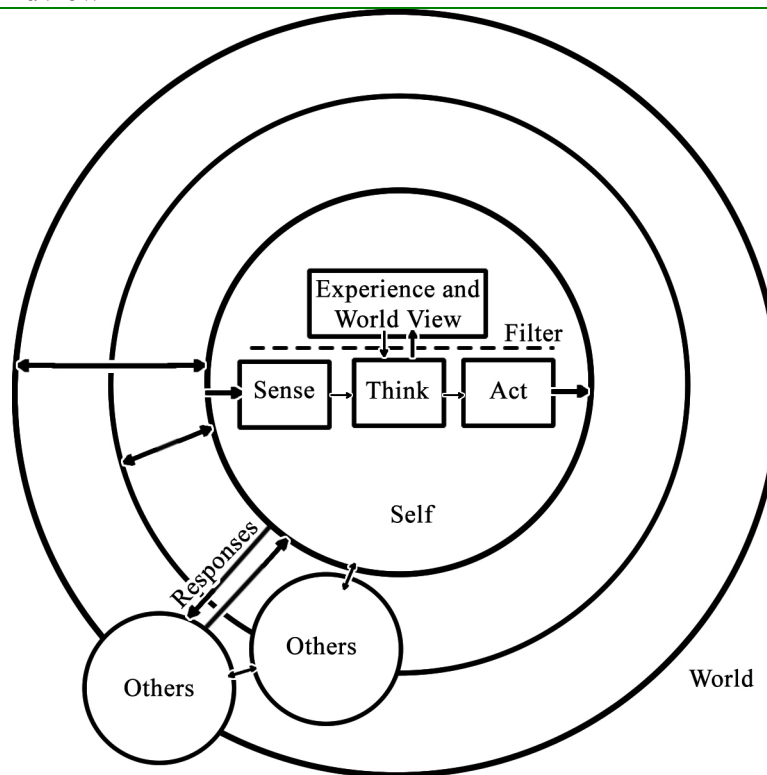 Experience and
World View
Filter
Sense
Think
Act
Self
Responses
Others
Others
World